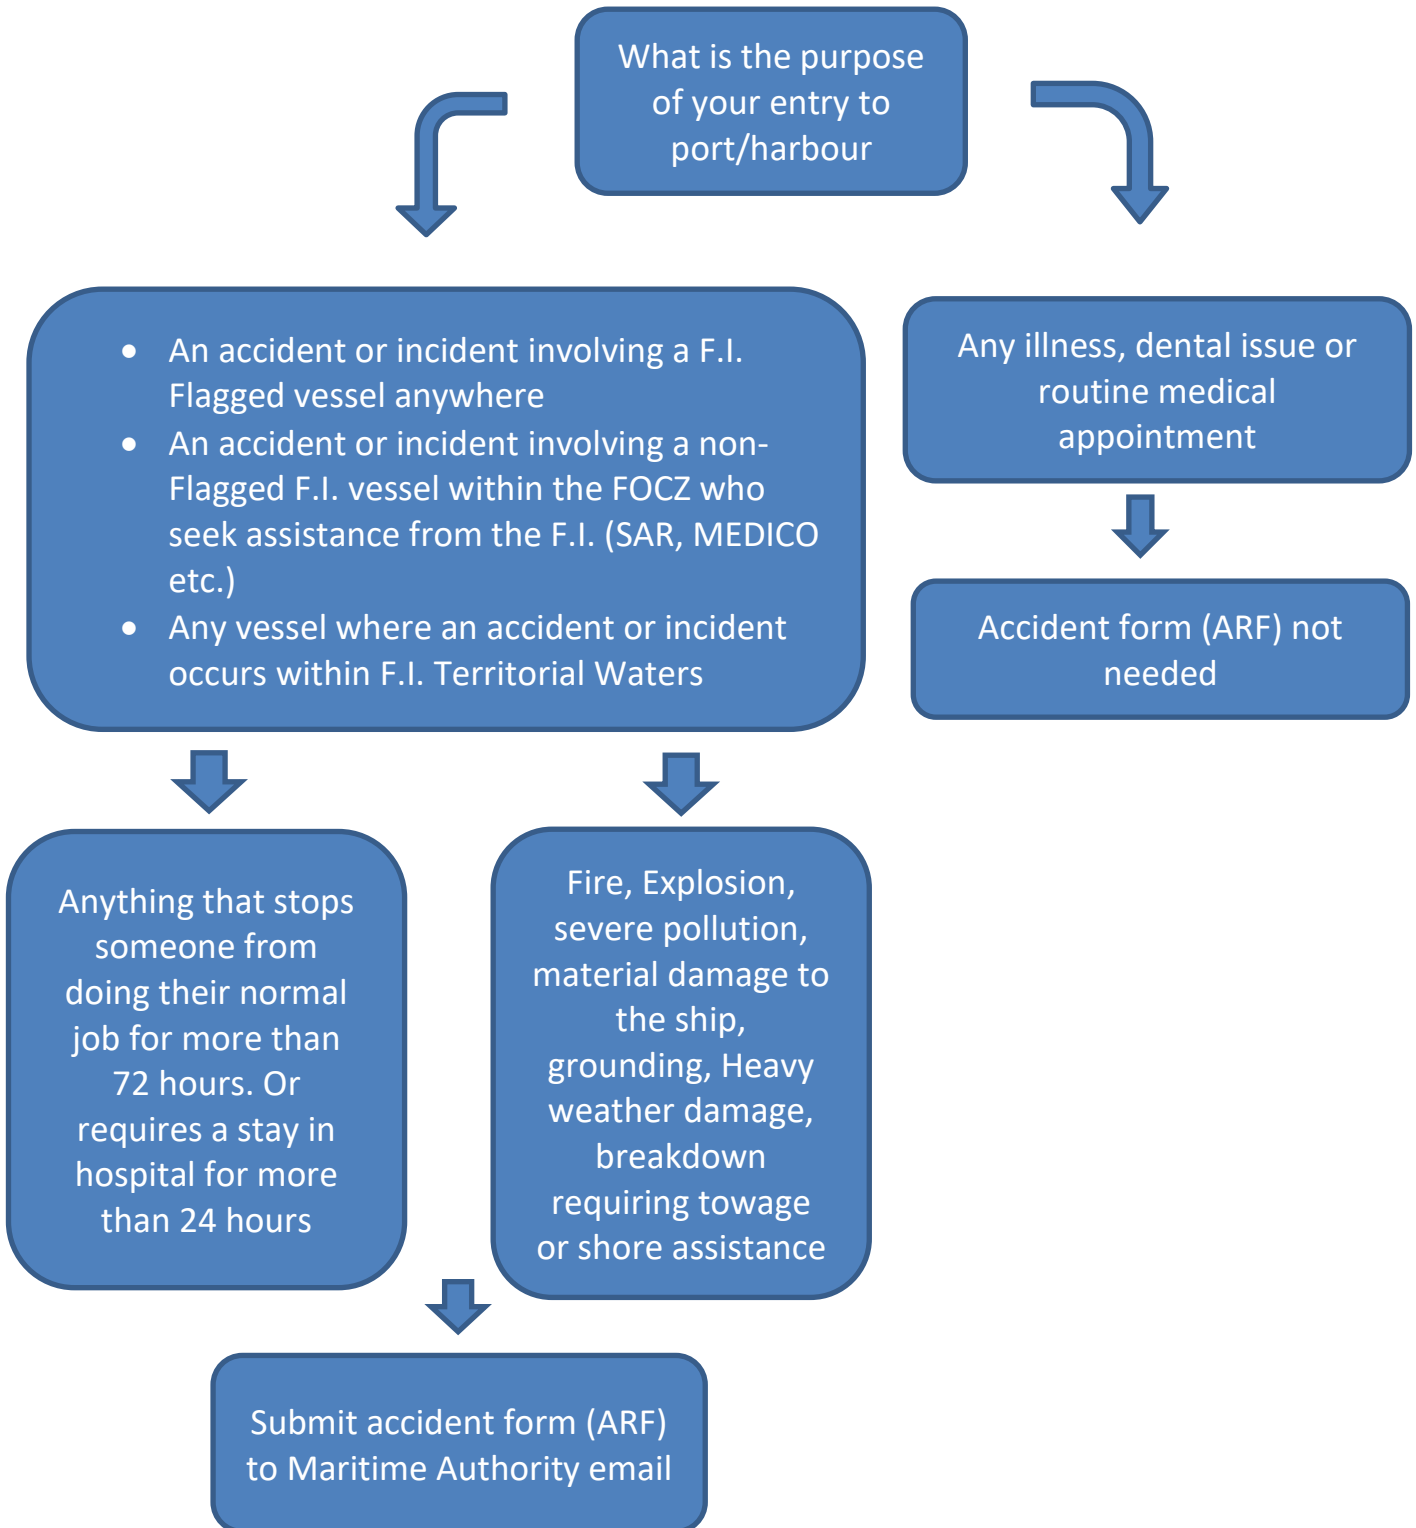 What is the purpose
of your entry to
port/harbour
• An accident or incident involving a F.I.
Flagged vessel anywhere
• An accident or incident involving a non-
Flagged F.I. vessel within the FOCZ who
seek assistance from the F.I. (SAR, MEDICO
etc.)
• Any vessel where an accident or incident
occurs within F.I. Territorial Waters
Any illness, dental issue or
routine medical
appointment
Accident form (ARF) not
needed
Anything that stops
someone from
doing their normal
job for more than
72 hours. Or
requires a stay in
hospital for more
than 24 hours
Fire, Explosion,
severe pollution,
material damage to
the ship,
grounding, Heavy
weather damage,
breakdown
requiring towage
or shore assistance
Submit accident form (ARF)
to Maritime Authority email